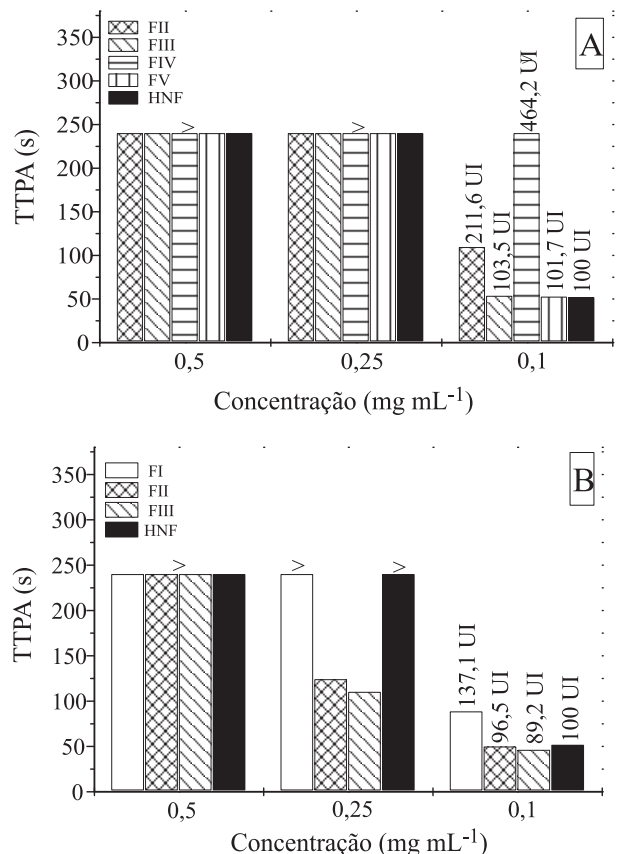 350
300
250
200
150
100
50
0
TTPA (s)
FII
FIII
FIV
FV
HNF
A
>
>
211,6 UI
103,5 UI
464,2 UI
101,7 UI
100 UI
0,5
0,25
0,1
Concentração (mg mL-1)
350
300
250
200
150
100
50
0
TTPA (s)
FI
FII
FIII
HNF
B
>
>
>
137,1 UI
96,5 UI
89,2 UI
100 UI
0,5
0,25
0,1
Concentração (mg mL-1)